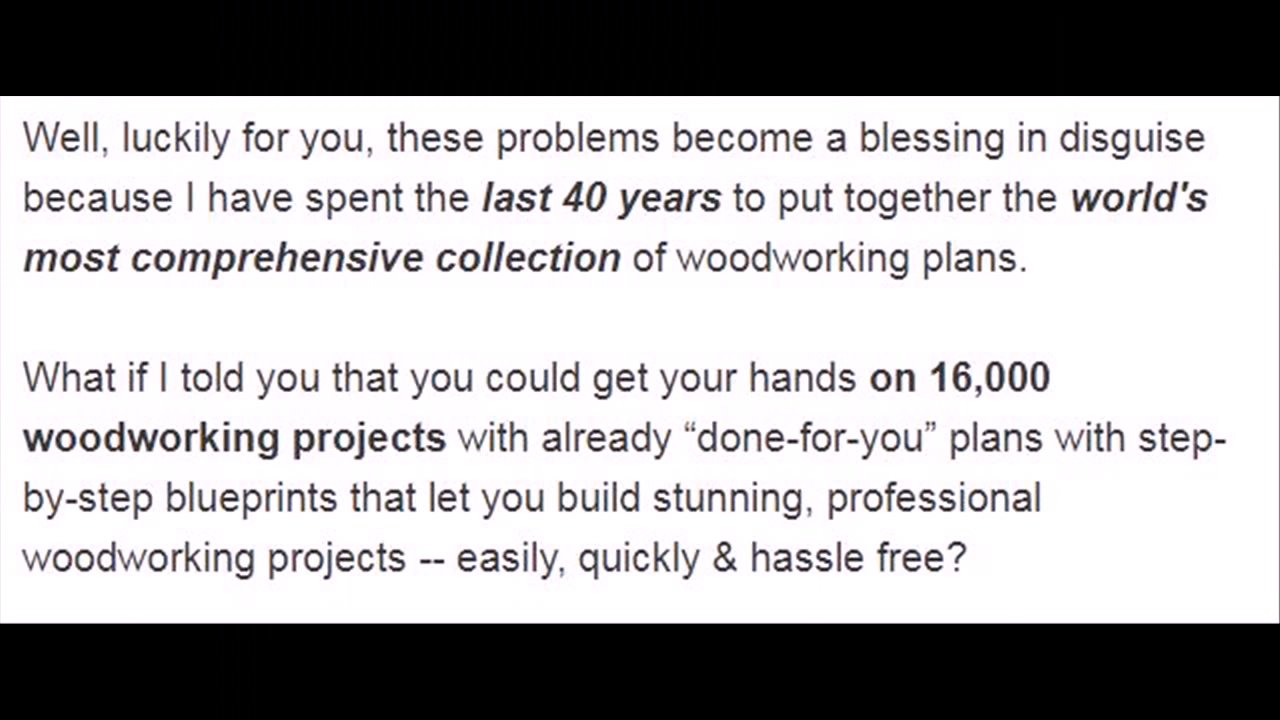 Well, luckily for you, these problems become a blessing in disguise
because I have spent the last 40 years to put together the world's
most comprehensive collection of woodworking plans.
What if I told you that you could get your hands on 16,000
woodworking projects with already “done-for-you” plans with step-
by-step blueprints that let you build stunning, professional
woodworking projects -- easily, quickly & hassle free?